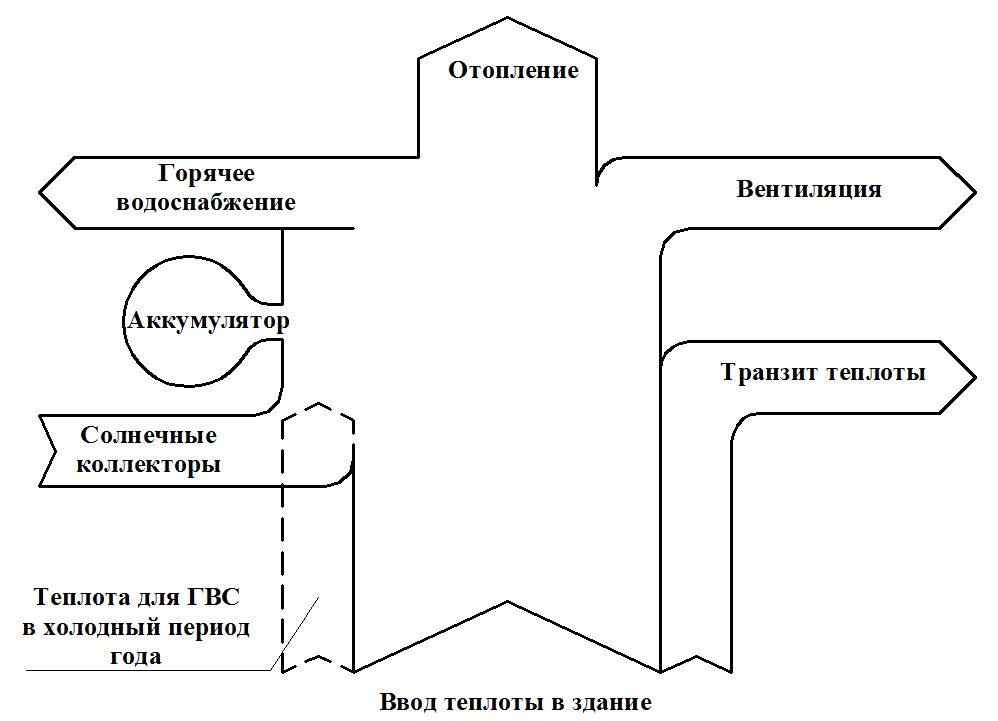 Отопление
Горячее
водоснабжение
Вентиляция
Аккумулятор
Транзит теплоты
Солнечные
коллекторы
Теплота для ГВС
в холодный период
года
Ввод теплоты в здание